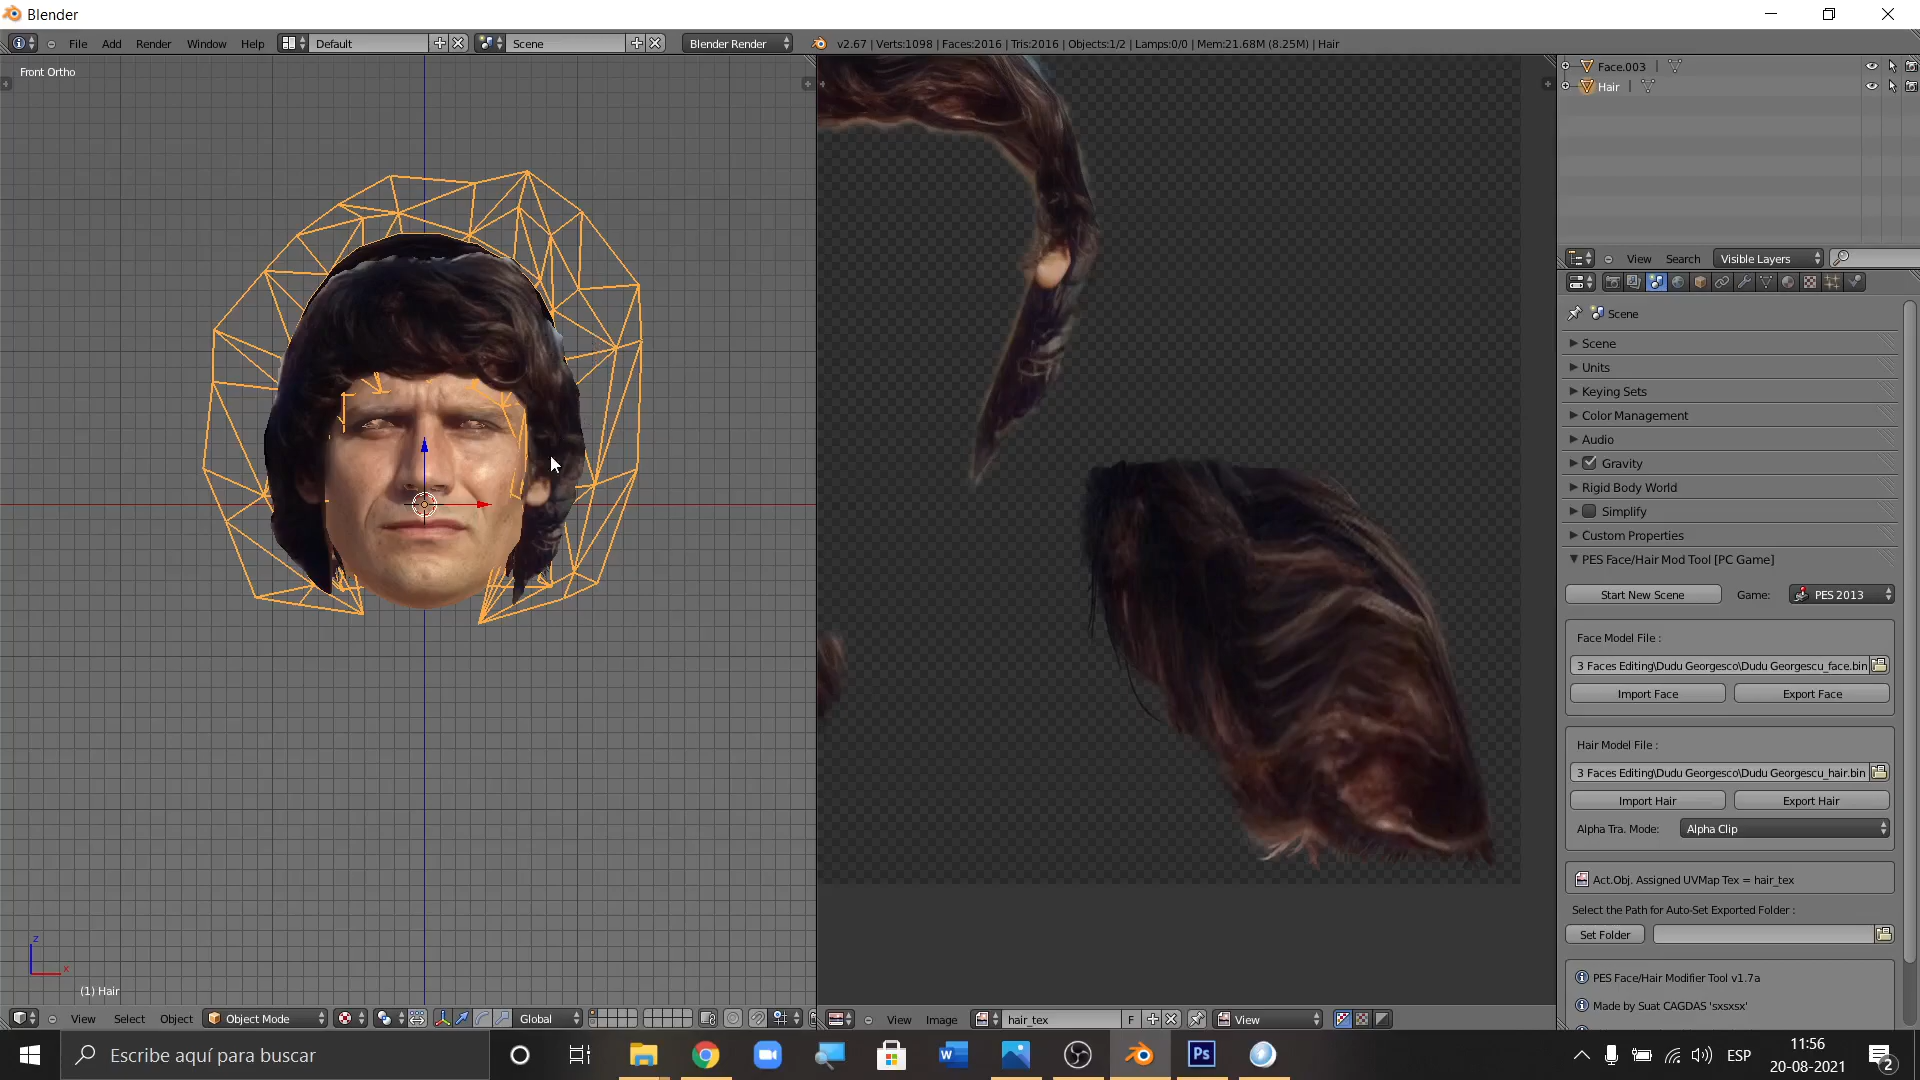 Blender
File Add Render Window Help Default Scene Blender Render v2.67 | Verts:1098 | Faces:2016 | Tris:2016 | Objects:1/2 | Lamps:0/0 | Mem:21.68M (8.25M) | Hair
Front Ortho
Face.003
Hair
View Search Visible Layers
Scene
Scene
Units
Keying Sets
Color Management
Audio
Gravity
Rigid Body World
Simplify
Custom Properties
PES Face/Hair Mod Tool [PC Game]
Start New Scene Game: PES 2013
Face Model File :
3 Faces Editing\Dudu Georgesco\Dudu Georgescu_face.bin
Import Face Export Face
Hair Model File :
3 Faces Editing\Dudu Georgesco\Dudu Georgescu_hair.bin
Import Hair Export Hair
Alpha Tra. Mode: Alpha Clip
Act.Obj. Assigned UVMap Tex = hair_tex
Select the Path for Auto-Set Exported Folder :
Set Folder
PES Face/Hair Modifier Tool v1.7a
Made by Suat CAGDAS 'sxsxsx'
z
x
(1) Hair
View Select Object Object Mode Global
View Image hair_tex F View
Escribe aquí para buscar
W
Ps
ESP
11:56
20-08-2021
2